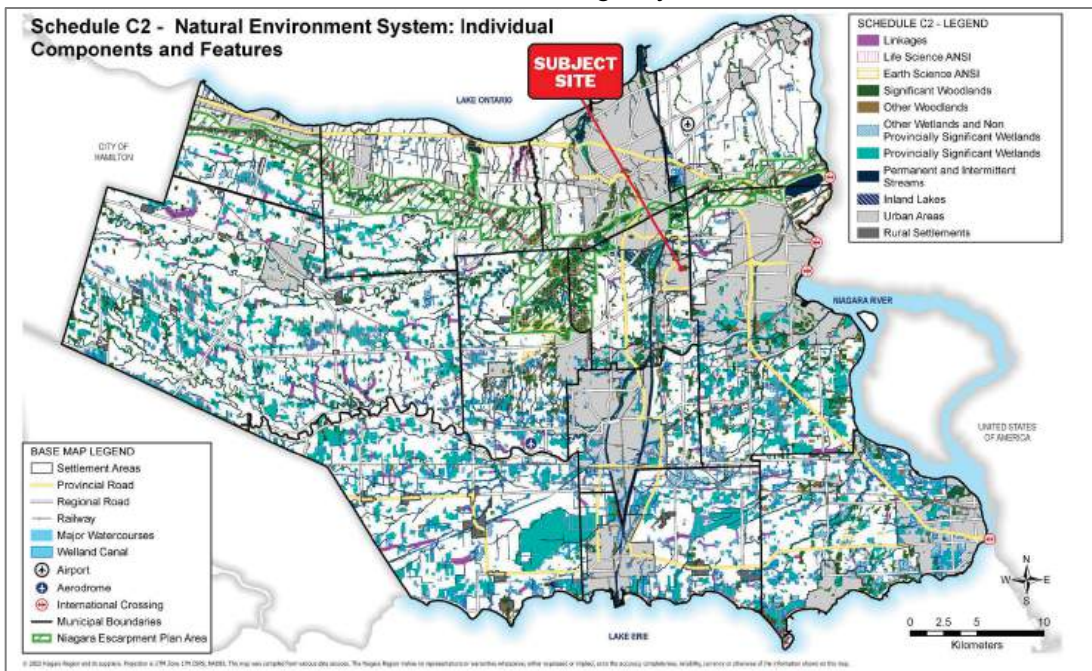 Schedule C2 - Natural Environment System: Individual
Components and Features
SUBJECT
SITE
LAKE ONTARIO
CITY OF
HAMILTON
SCHEDULE C2 - LEGEND
Linkages
Life Science ANSI
Earth Science ANSI
Significant Woodlands
Other Woodlands
Other Wetlands and Non
Provincially Significant Wetlands
Provincially Significant Wetlands
Permanent and Intermittent
Streams
Inland Lakes
Urban Areas
Rural Settlements
NIAGARA RIVER
UNITED STATES
OF AMERICA
BASE MAP LEGEND
Settlement Areas
Provincial Road
Regional Road
Railway
Major Watercourses
Welland Canal
Airport
Aerodrome
International Crossing
Municipal Boundaries
Niagara Escarpment Plan Area
LAKE ERIE
N
W E
S
0 2.5 5 10
Kilometers